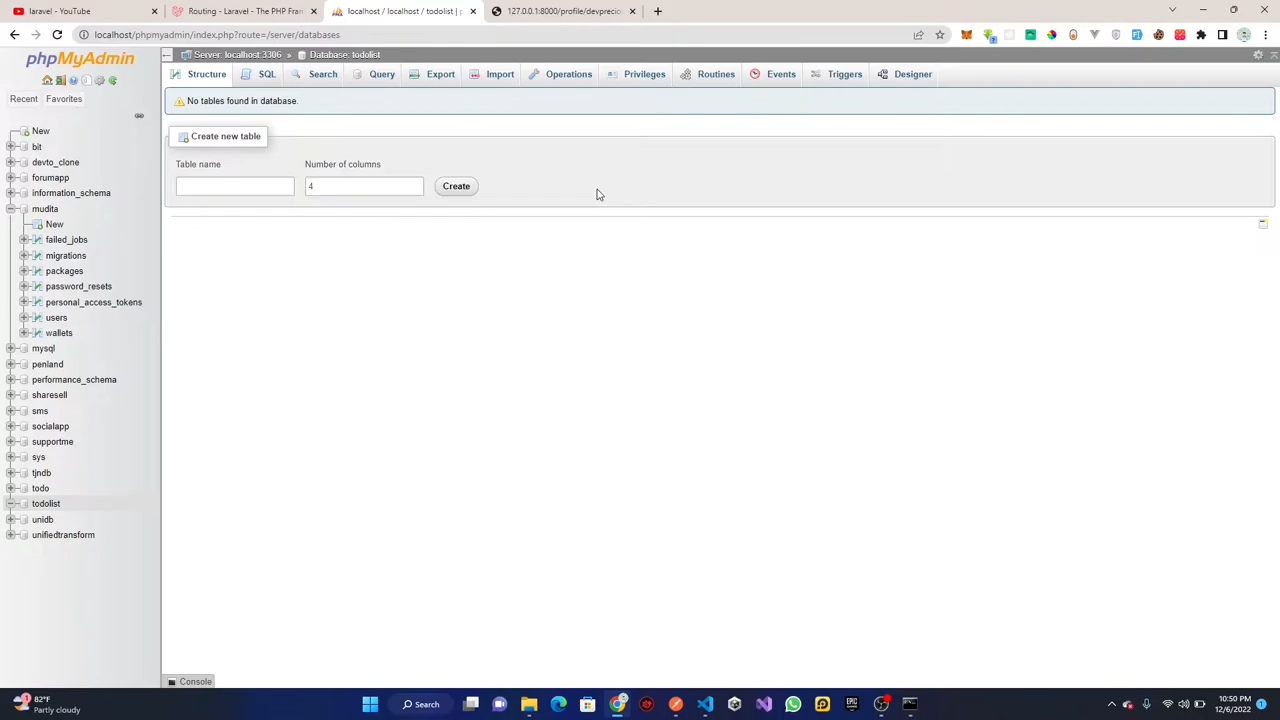 laravel - YouTube
Routing - Laravel - The PHP Fram
localhost / localhost / todolist | p
127.0.0.1:8000/profile/devprecio
localhost/phpmyadmin/index.php?route=/server/databases
phpMyAdmin
Server: localhost:3306 » Database: todolist
Structure SQL Search Query Export Import Operations Privileges Routines Events Triggers Designer
Recent Favorites
No tables found in database.
Create new table
Table name Number of columns
4 Create
New
bit
devto_clone
forumapp
information_schema
mudita
New
failed_jobs
migrations
packages
password_resets
personal_access_tokens
users
wallets
mysql
penland
performance_schema
sharesell
sms
socialapp
supportme
sys
tjndb
todo
todolist
unidb
unifiedtransform
Console
1
82°F
Partly cloudy
Search
10:50 PM
12/6/2022